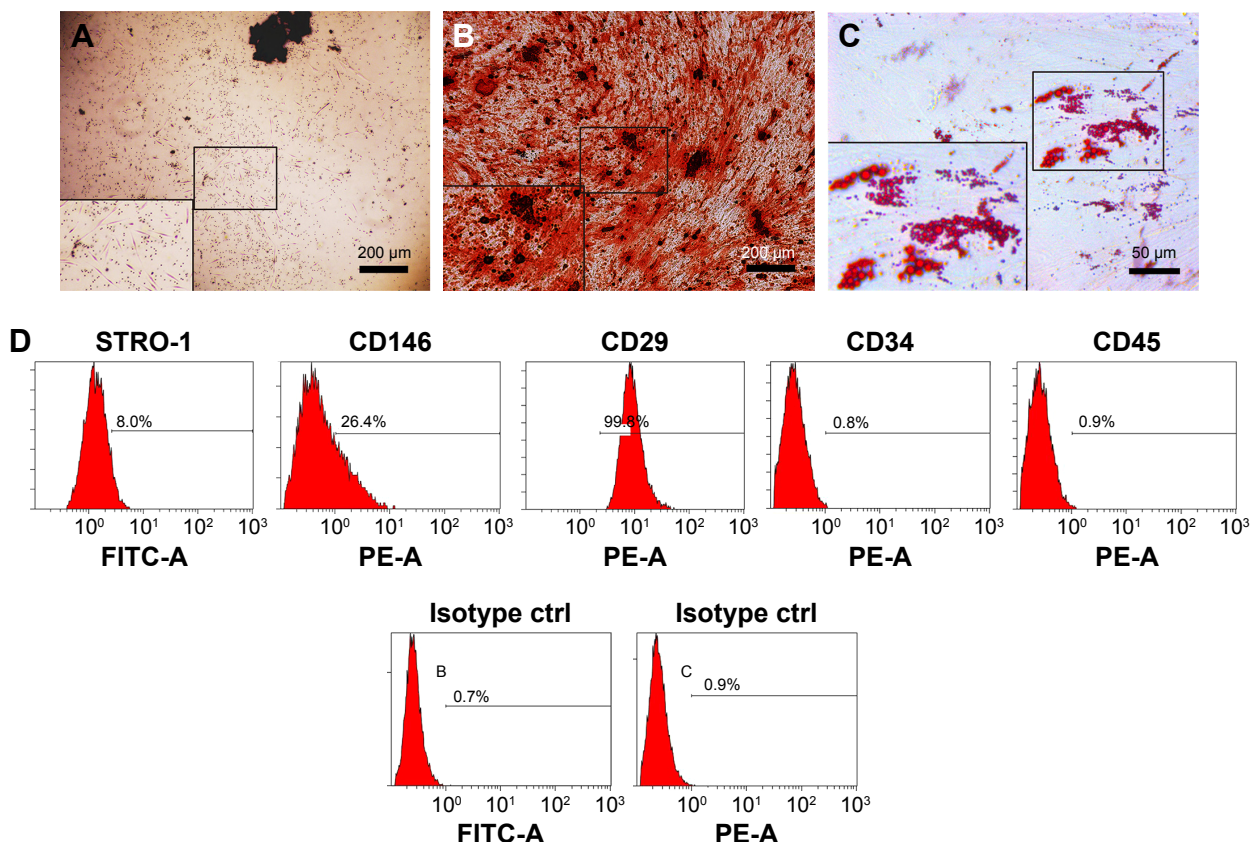 A
200 µm
B
200 µm
C
50 µm
D
STRO-1
8.0%
10⁰ 10¹ 10² 10³
FITC-A
CD146
26.4%
10⁰ 10¹ 10² 10³
PE-A
CD29
99.8%
10⁰ 10¹ 10² 10³
PE-A
CD34
0.8%
10⁰ 10¹ 10² 10³
PE-A
CD45
0.9%
10⁰ 10¹ 10² 10³
PE-A
Isotype ctrl
B
0.7%
10⁰ 10¹ 10² 10³
FITC-A
Isotype ctrl
C
0.9%
10⁰ 10¹ 10² 10³
PE-A